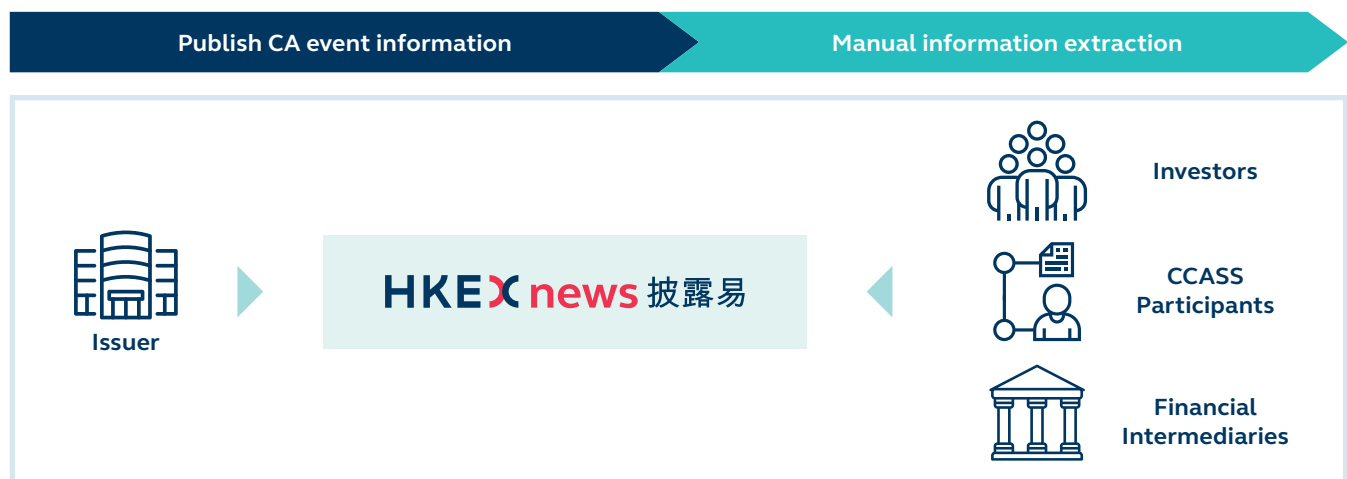 Publish CA event information
Manual information extraction
Investors
Issuer
HKEX news 披露易
CCASS
Participants
Financial
Intermediaries